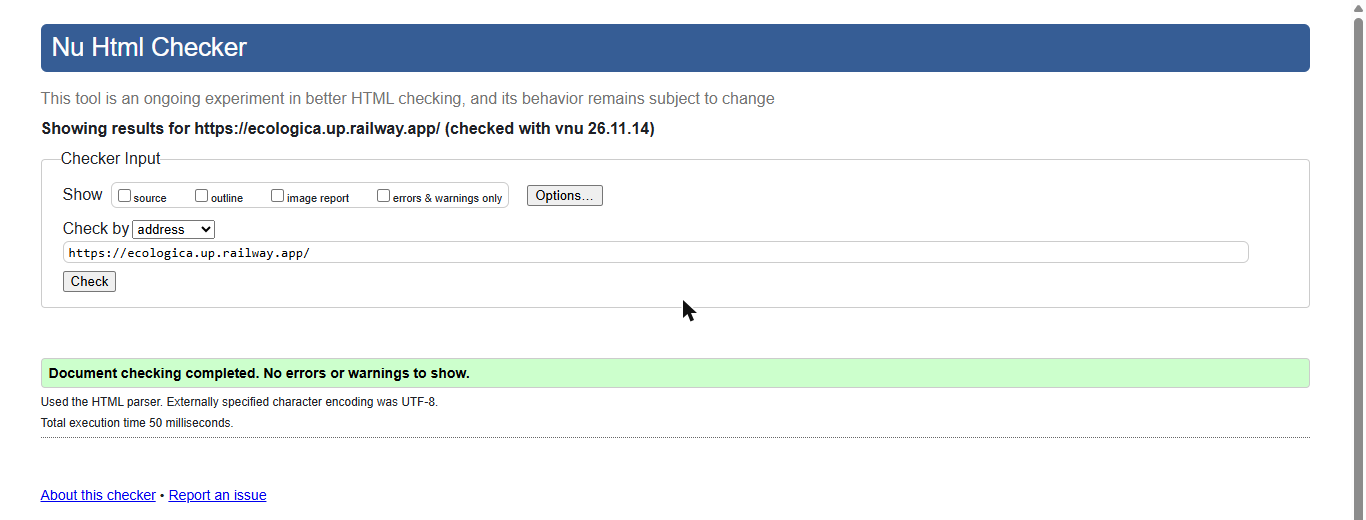 Nu Html Checker
This tool is an ongoing experiment in better HTML checking, and its behavior remains subject to change
Showing results for https://ecologica.up.railway.app/ (checked with vnu 26.11.14)
Checker Input
Show source outline image report errors & warnings only Options...
Check by address
https://ecologica.up.railway.app/
Check
Document checking completed. No errors or warnings to show.
Used the HTML parser. Externally specified character encoding was UTF-8.
Total execution time 50 milliseconds.
About this checker • Report an issue